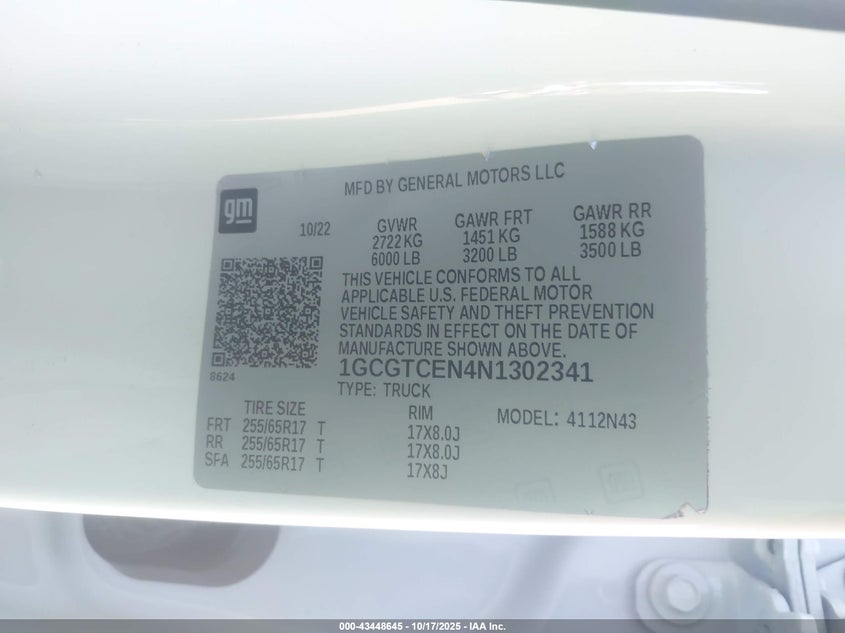 gm
MFD BY GENERAL MOTORS LLC
10/22
GVWR GAWR FRT GAWR RR
2722 KG 1451 KG 1588 KG
6000 LB 3200 LB 3500 LB
THIS VEHICLE CONFORMS TO ALL
APPLICABLE U.S. FEDERAL MOTOR
VEHICLE SAFETY AND THEFT PREVENTION
STANDARDS IN EFFECT ON THE DATE OF
MANUFACTURE SHOWN ABOVE.
8624
1GCGTCEN4N1302341
TYPE: TRUCK
TIRE SIZE RIM MODEL: 4112N43
FRT 255/65R17 T 17X8.0J
RR 255/65R17 T 17X8.0J
SPA 255/65R17 T 17X8J
gm gm
000-43448645 - 10/17/2025 - IAA Inc.